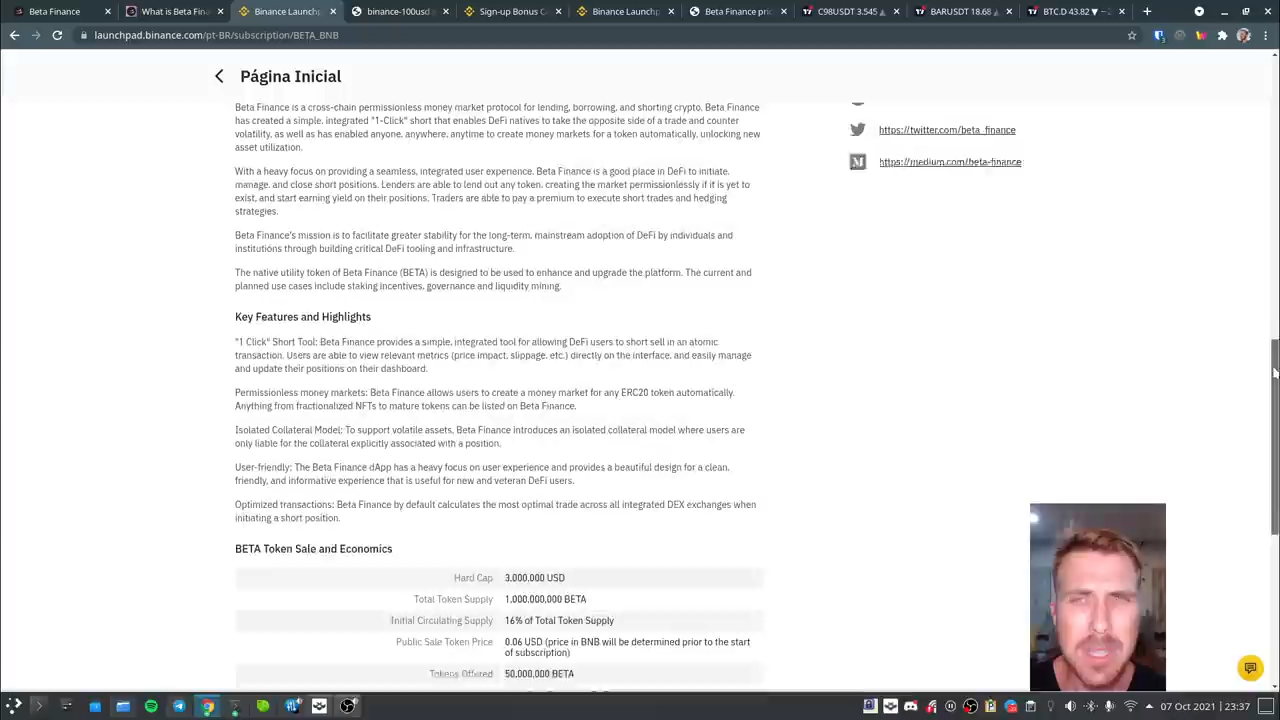 Beta Finance
What is Beta Fina
Binance Launchp
binance-100usd
Sign-up Bonus C
Binance Launch
Beta Finance pri
C98USDT 3.545
BARUSDT 18.68
BTC.D 43.82
launchpad.binance.com/pt-BR/subscription/BETA_BNB
Página Inicial
Beta Finance is a cross-chain permissionless money market protocol for lending, borrowing, and shorting crypto. Beta Finance
has created a simple, integrated "1-Click" short that enables DeFi natives to take the opposite side of a trade and counter
volatility, as well as has enabled anyone, anywhere, anytime to create money markets for a token automatically, unlocking new
asset utilization.
With a heavy focus on providing a seamless, integrated user experience. Beta Finance is a good place in DeFi to initiate,
manage, and close short positions. Lenders are able to lend out any token, creating the market permissionlessly if it is yet to
exist, and start earning yield on their positions. Traders are able to pay a premium to execute short trades and hedging
strategies.
Beta Finance's mission is to facilitate greater stability for the long-term, mainstream adoption of DeFi by individuals and
institutions through building critical DeFi tooling and infrastructure.
The native utility token of Beta Finance (BETA) is designed to be used to enhance and upgrade the platform. The current and
planned use cases include staking incentives, governance and liquidity mining.
Key Features and Highlights
"1 Click" Short Tool: Beta Finance provides a simple, integrated tool for allowing DeFi users to short sell in an atomic
transaction. Users are able to view relevant metrics (price impact, slippage, etc.) directly on the interface, and easily manage
and update their positions on their dashboard.
Permissionless money markets: Beta Finance allows users to create a money market for any ERC20 token automatically.
Anything from fractionalized NFTs to mature tokens can be listed on Beta Finance.
Isolated Collateral Model: To support volatile assets, Beta Finance introduces an isolated collateral model where users are
only liable for the collateral explicitly associated with a position.
User-friendly: The Beta Finance dApp has a heavy focus on user experience and provides a beautiful design for a clean,
friendly, and informative experience that is useful for new and veteran DeFi users.
Optimized transactions: Beta Finance by default calculates the most optimal trade across all integrated DEX exchanges when
initiating a short position.
BETA Token Sale and Economics
Hard Cap 3,000,000 USD
Total Token Supply 1,000,000,000 BETA
Initial Circulating Supply 16% of Total Token Supply
Public Sale Token Price 0.06 USD (price in BNB will be determined prior to the start
of subscription)
Tokens Offered 50,000,000 BETA
https://twitter.com/beta_finance
https://medium.com/beta-finance
07 Oct 2021
23:37